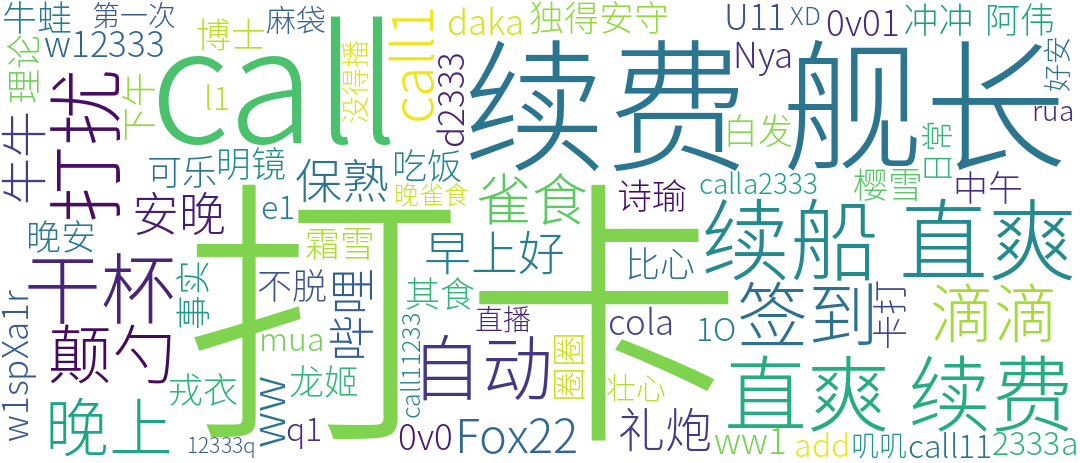 牛蛙
第一次
麻袋
daka
独得安守
U11
XD
0v01
冲冲
阿伟
w12333
博士
call
call1
续费
舰长
Nya
好安
理论
打扰
下午
l1
没得播
d2333
白发
日常
rua
牛牛
可乐
明镜
保熟
吃饭
晚雀食
雀食
诗瑜
calla2333
樱雪
中午
安晚
e1
打卡
晚安
霜雪
早上好
比心
续船
直爽
干杯
事实
不脱
哔哩
其食
直播
cola
1O
签到
卡打
滴滴
w1spXa1r
颠勺
mua
自动
圈圈
戎衣
龙姬
call11233
壮心
直爽
续费
晚上
ww
q1
12333q
0v0
Fox22
礼炮
ww1
add
叽叽
call11
2333a